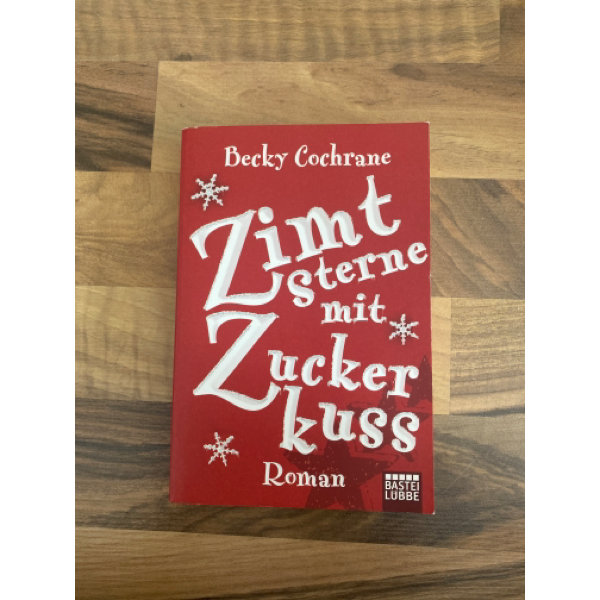 Becky Cochrane
Zimt
sterne
mit
Zucker
kuss
Roman
BASTEI
LÜBBE